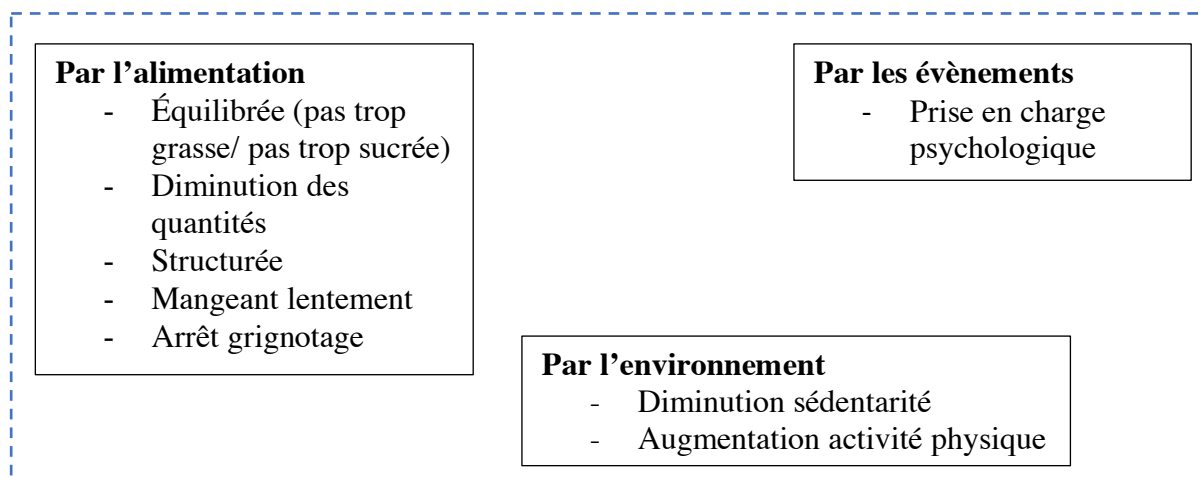 Par l’alimentation
- Équilibrée (pas trop
grasse/ pas trop sucrée)
- Diminution des
quantités
- Structurée
- Mangeant lentement
- Arrêt grignotage
Par les évènements
- Prise en charge
psychologique
Par l’environnement
- Diminution sédentarité
- Augmentation activité physique